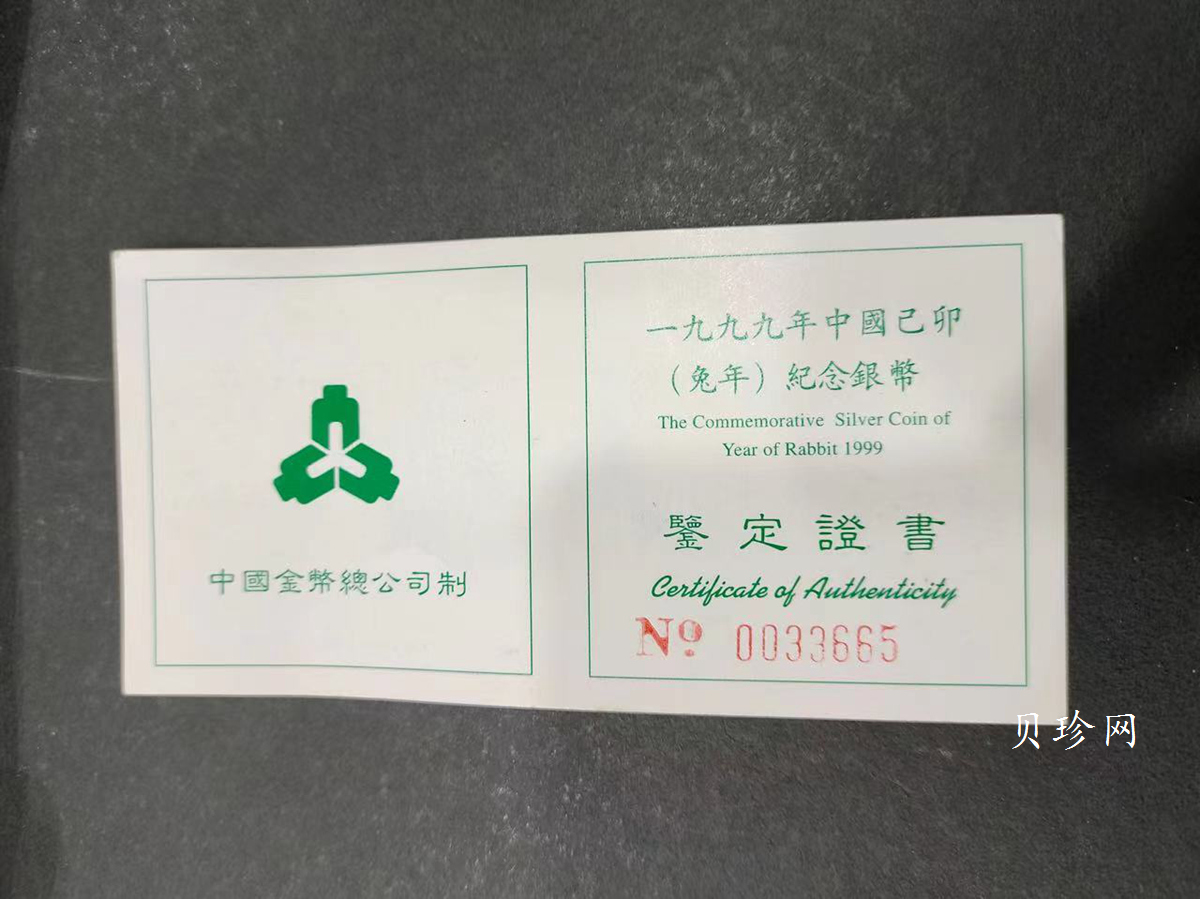 中國金幣總公司制
一九九九年中國己卯
（兔年）紀念銀幣
The Commemorative Silver Coin of
Year of Rabbit 1999
鑒定證書
Certificate of Authenticity
Nº 0033665
贝珍网